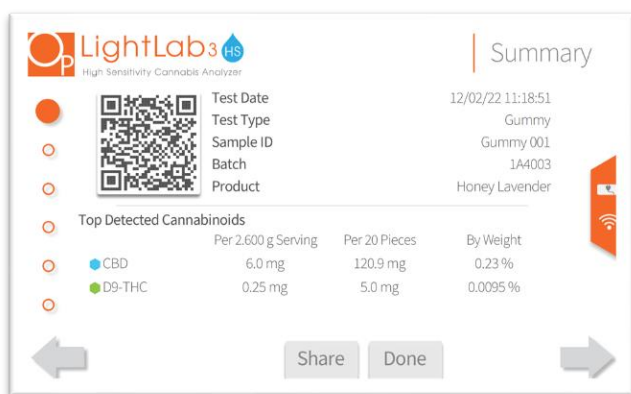 Op LightLab 3 HS
High Sensitivity Cannabis Analyzer
Summary
Test Date 12/02/22 11:18:51
Test Type Gummy
Sample ID Gummy 001
Batch 1A4003
Product Honey Lavender
Top Detected Cannabinoids
Per 2.600 g Serving Per 20 Pieces By Weight
CBD 6.0 mg 120.9 mg 0.23 %
D9-THC 0.25 mg 5.0 mg 0.0095 %
Share Done